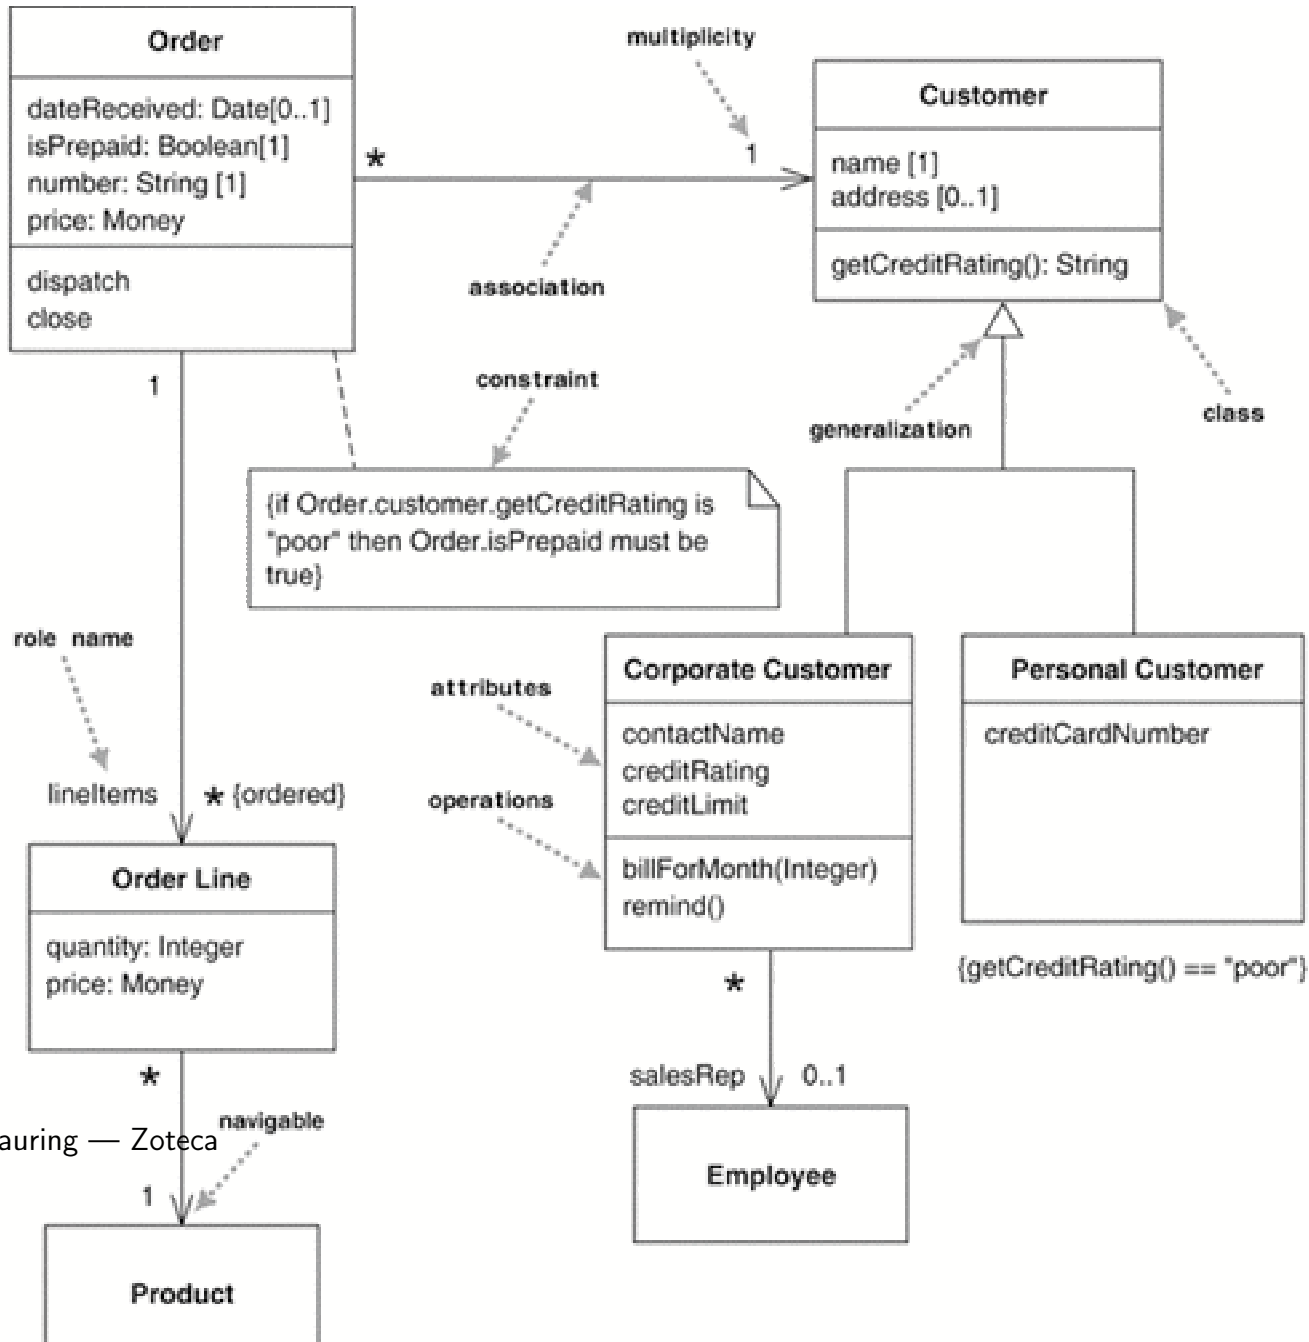 Order
dateReceived: Date[0..1]
isPrepaid: Boolean[1]
number: String [1]
price: Money
dispatch
close
multiplicity
*
1
association
Customer
name [1]
address [0..1]
getCreditRating(): String
generalization
class
1
constraint
{if Order.customer.getCreditRating is
"poor" then Order.isPrepaid must be
true}
role name
lineItems
* {ordered}
Order Line
quantity: Integer
price: Money
attributes
operations
Corporate Customer
contactName
creditRating
creditLimit
billForMonth(Integer)
remind()
Personal Customer
creditCardNumber
{getCreditRating() == "poor"}
*
salesRep
0..1
Employee
*
navigable
auring — Zoteca
1
Product